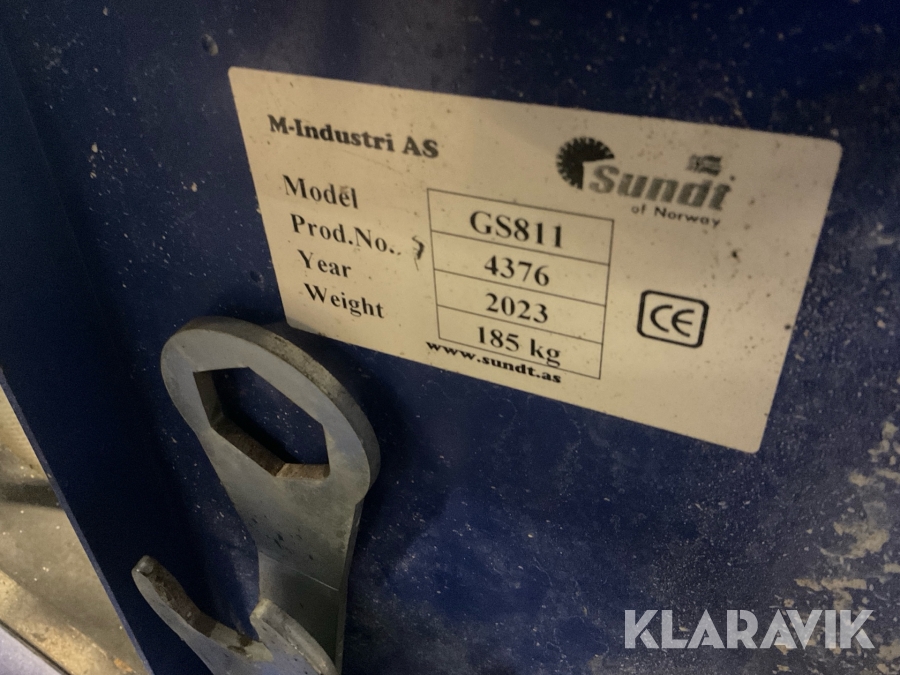 M-Industri AS
Sundt
of Norway
Model GS811
Prod.No.. 4376
Year 2023
Weight 185 kg
www.sundt.as
CE
KLARAVIK